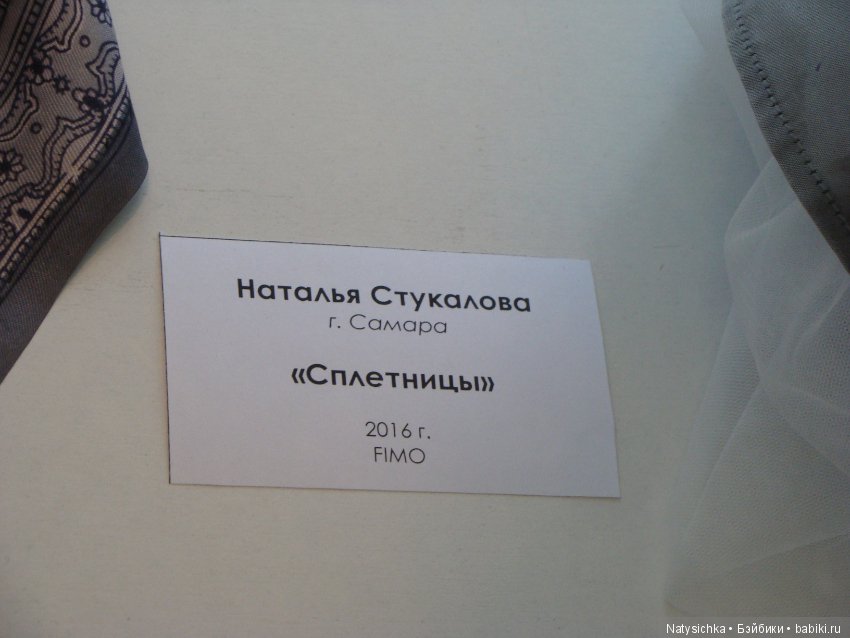 Наталья Стукалова
г. Самара
«Сплетницы»
2016 г.
FIMO
Natysichka • Бэйбики • babiki.ru